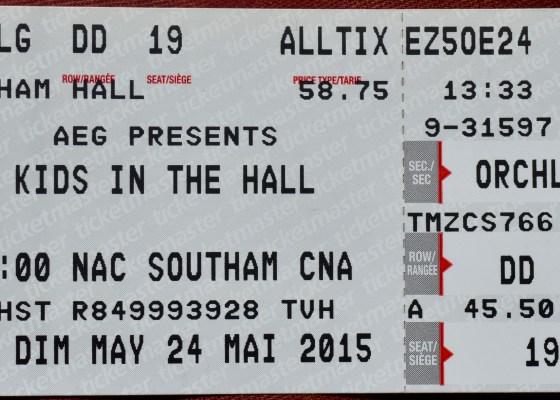 LG DD 19 ALLTIX EZ50E24
ROW/RANGÉE SEAT/SIÈGE PRICE TYPE/TARIF
HAM HALL 58.75 13:33
AEG PRESENTS 9-31597
KIDS IN THE HALL
SEC./SEC ORCHL
TMZCS766
:00 NAC SOUTHAM CNA
ROW/RANGÉE DD
HST R849993928 TVH A 45.50
DIM MAY 24 MAI 2015
SEAT/SIÈGE 19
ticketmaster